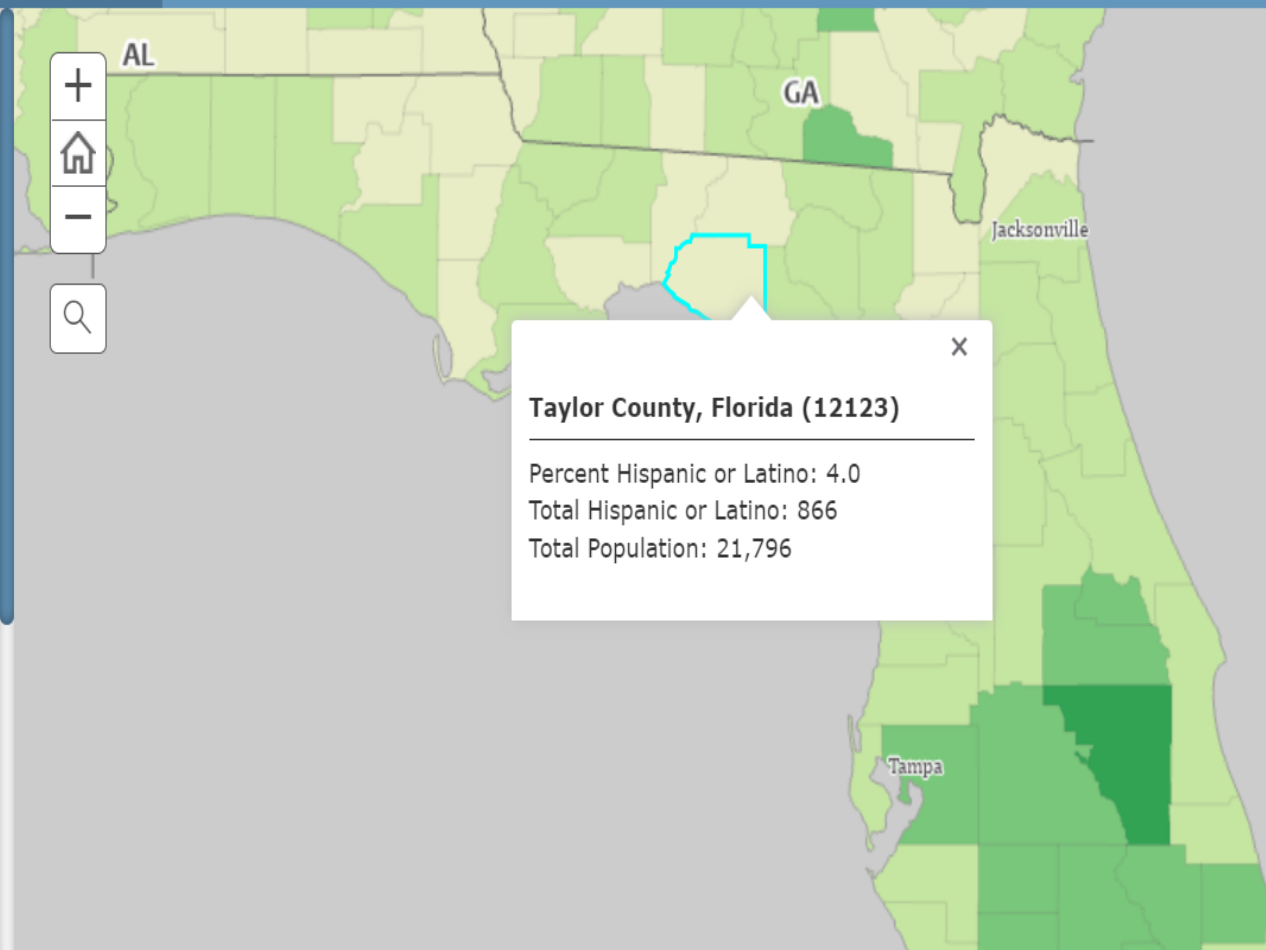 AL
GA
Jacksonville
Taylor County, Florida (12123)
Percent Hispanic or Latino: 4.0
Total Hispanic or Latino: 866
Total Population: 21,796
Tampa